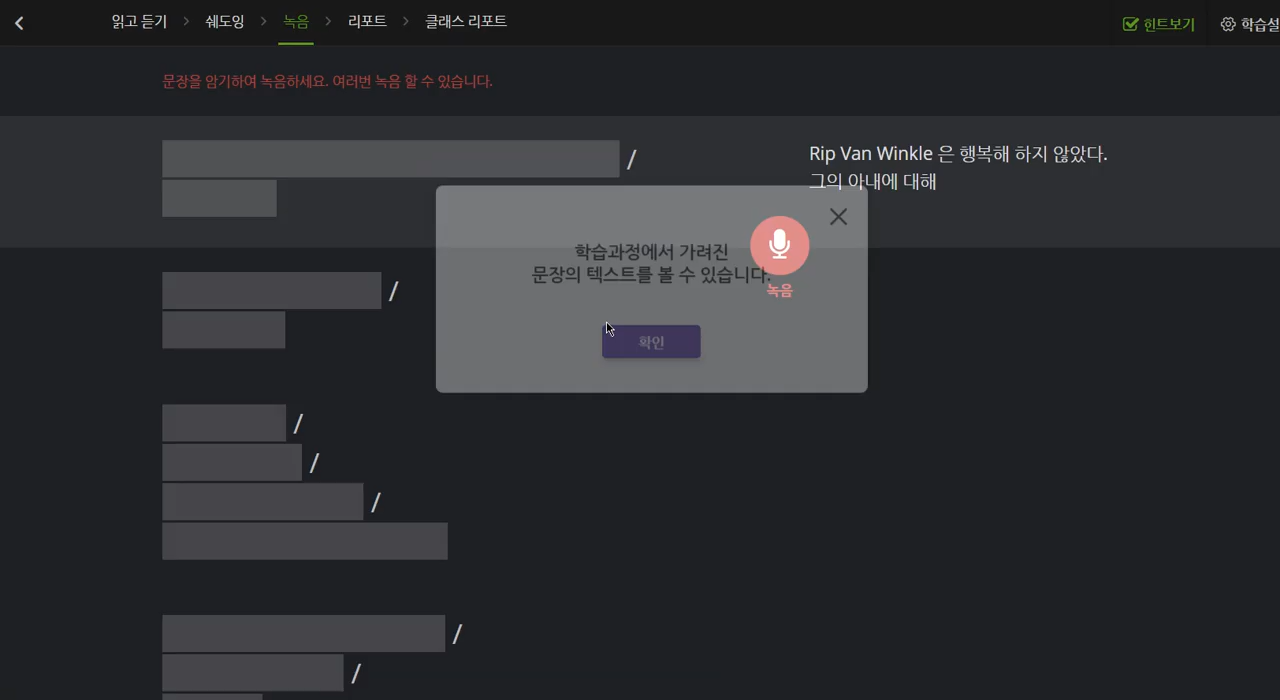 읽고 듣기 > 쉐도잉 > 녹음 > 리포트 > 클래스 리포트
힌트보기
학습설
문장을 암기하여 녹음하세요. 여러번 녹음 할 수 있습니다.
/
Rip Van Winkle 은 행복해 하지 않았다.
그의 아내에 대해
학습과정에서 가려진
문장의 텍스트를 볼 수 있습니다.
녹음
확인
/
/
/
/
/
/